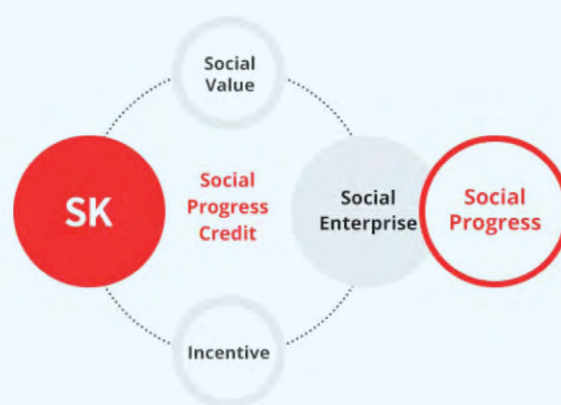 Social
Value
SK
Social
Progress
Credit
Social
Enterprise
Social
Progress
Incentive